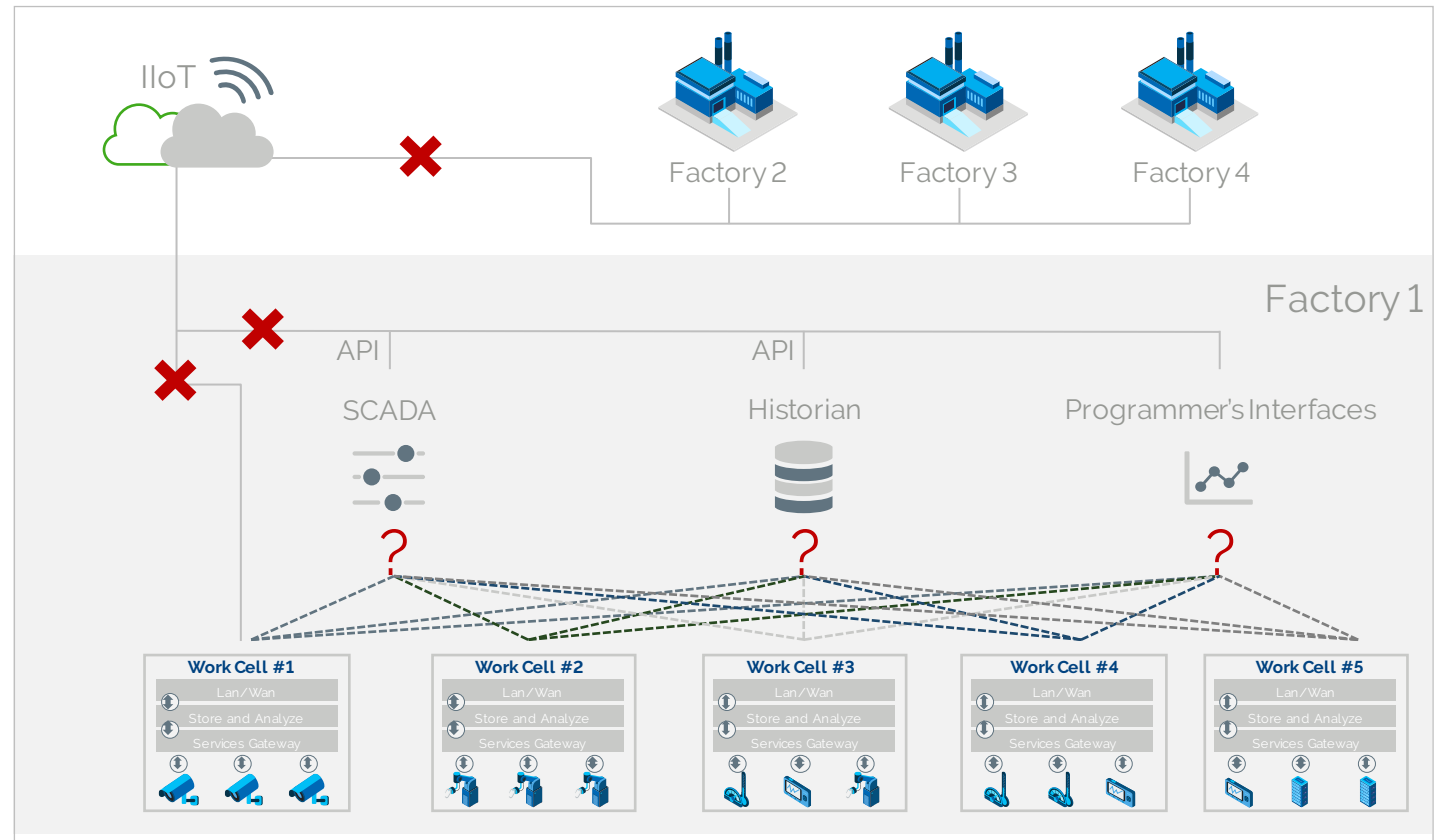 IIoT
Factory 2
Factory 3
Factory 4
Factory 1
API
API
SCADA
Historian
Programmer's Interfaces
?
?
?
Work Cell #1
Lan/Wan
Store and Analyze
Services Gateway
Work Cell #2
Lan/Wan
Store and Analyze
Services Gateway
Work Cell #3
Lan/Wan
Store and Analyze
Services Gateway
Work Cell #4
Lan/Wan
Store and Analyze
Services Gateway
Work Cell #5
Lan/Wan
Store and Analyze
Services Gateway